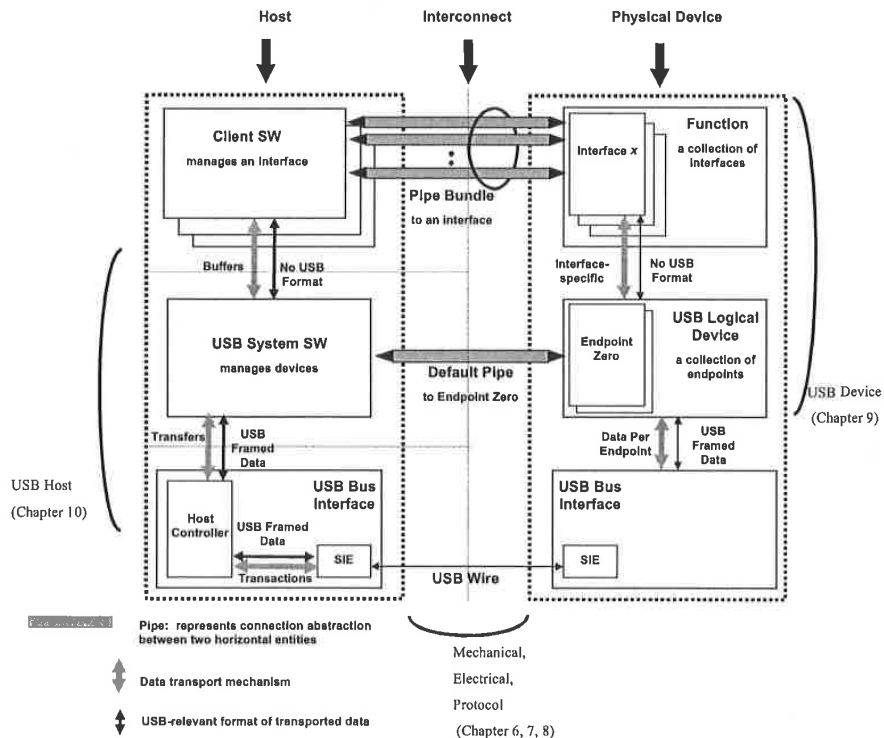 Host
Interconnect
Physical Device
Client SW
manages an interface
Function
a collection of
interfaces
Interface x
Pipe Bundle
to an interface
Buffers
No USB
Format
Interface-
specific
No USB
Format
USB System SW
manages devices
Default Pipe
to Endpoint Zero
Endpoint
Zero
USB Logical
Device
a collection of
endpoints
USB Device
(Chapter 9)
Transfers
USB
Framed
Data
Data Per
Endpoint
USB
Framed
Data
USB Host
(Chapter 10)
USB Bus
Interface
Host
Controller
USB Framed
Data
Transactions
SIE
USB Wire
USB Bus
Interface
SIE
Pipe: represents connection abstraction
between two horizontal entities
Data transport mechanism
USB-relevant format of transported data
Mechanical,
Electrical,
Protocol
(Chapter 6, 7, 8)